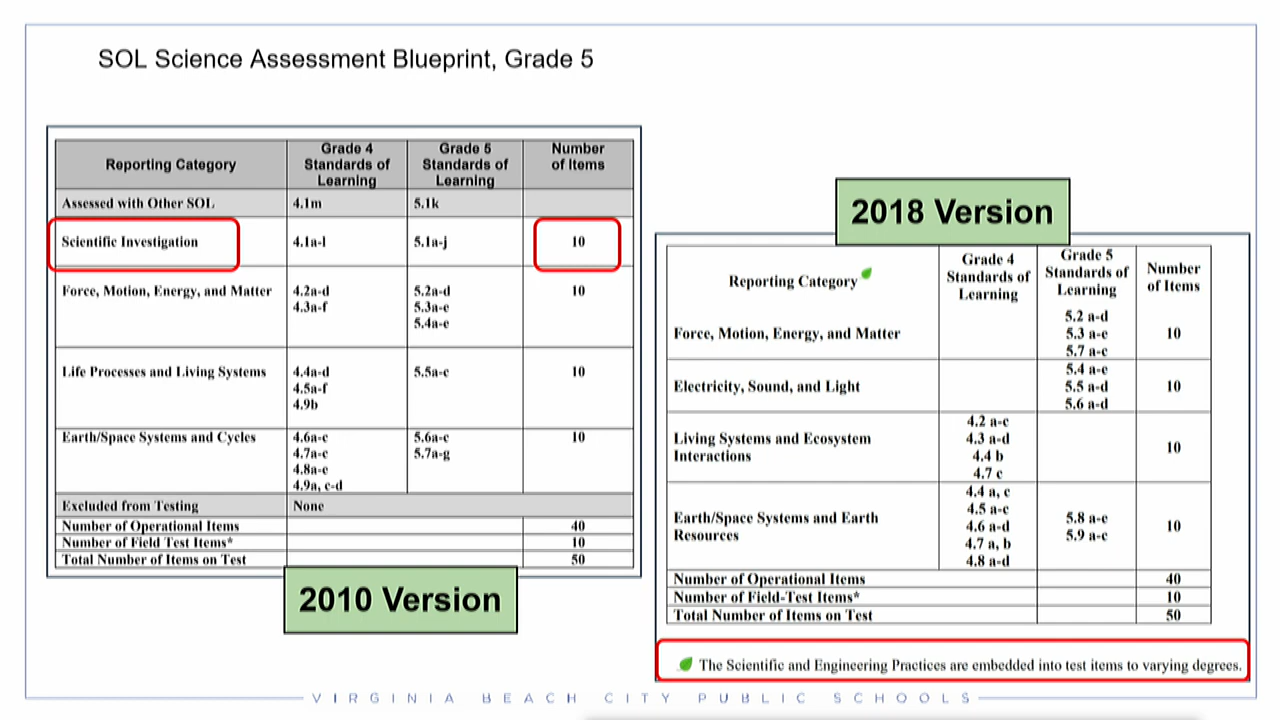 SOL Science Assessment Blueprint, Grade 5
Reporting Category
Grade 4
Standards of
Learning
Grade 5
Standards of
Learning
Number
of Items
Assessed with Other SOL 4.1m 5.1k
Scientific Investigation 4.1a-l 5.1a-j 10
Force, Motion, Energy, and Matter 4.2a-d 5.2a-d 10
4.3a-f 5.3a-e
5.4a-e
Life Processes and Living Systems 4.4a-d 5.5a-c 10
4.5a-f
4.9b
Earth/Space Systems and Cycles 4.6a-c 5.6a-c 10
4.7a-c 5.7a-g
4.8a-e
4.9a, c-d
Excluded from Testing None
Number of Operational Items 40
Number of Field Test Items* 10
Total Number of Items on Test 50
2010 Version
2018 Version
Reporting Category
Grade 4
Standards of
Learning
Grade 5
Standards of
Learning
Number
of Items
Force, Motion, Energy, and Matter
5.2 a-d
5.3 a-e
5.7 a-c
10
Electricity, Sound, and Light
5.4 a-e
5.5 a-d
5.6 a-d
10
Living Systems and Ecosystem
Interactions
4.2 a-c
4.3 a-d
4.4 b
4.7 c
10
Earth/Space Systems and Earth
Resources
4.4 a, c
4.5 a-c
4.6 a-d
4.7 a, b
4.8 a-d
5.8 a-e
5.9 a-c
10
Number of Operational Items 40
Number of Field-Test Items* 10
Total Number of Items on Test 50
The Scientific and Engineering Practices are embedded into test items to varying degrees.
VIRGINIA BEACH CITY PUBLIC SCHOOLS